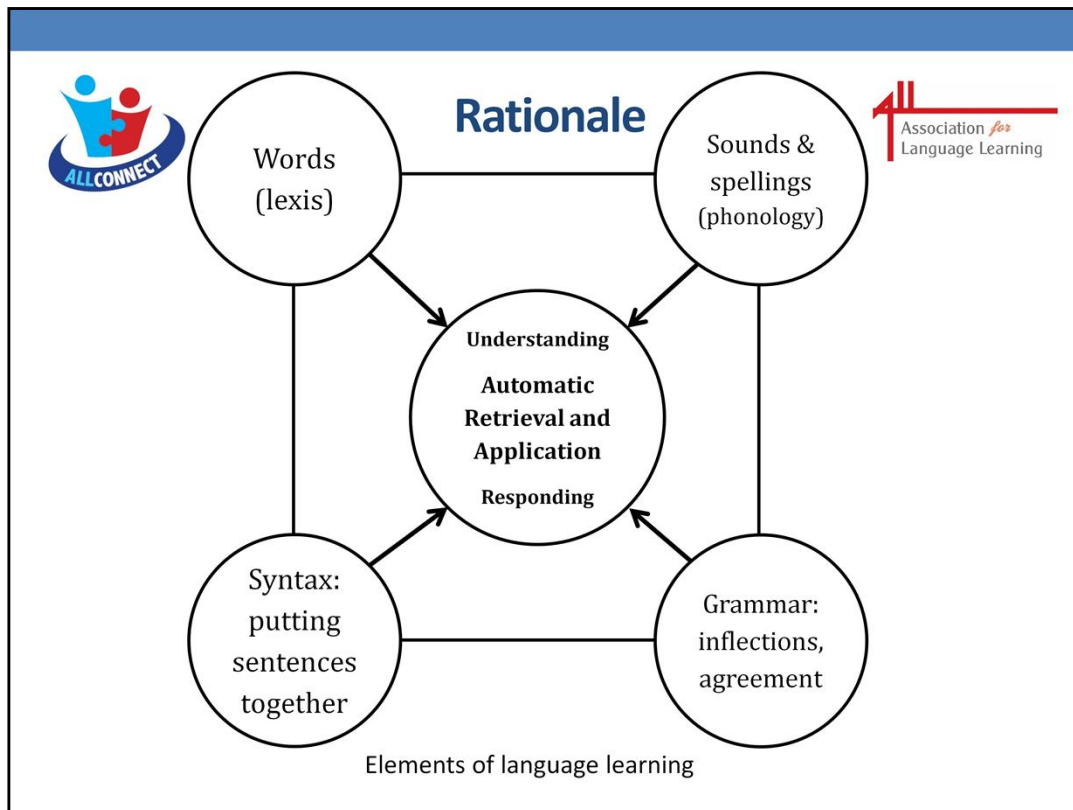 Rationale
ALLCONNECT
Association for
Language Learning
Words
(lexis)
Sounds &
spellings
(phonology)
Understanding
Automatic
Retrieval and
Application
Responding
Syntax:
putting
sentences
together
Grammar:
inflections,
agreement
Elements of language learning